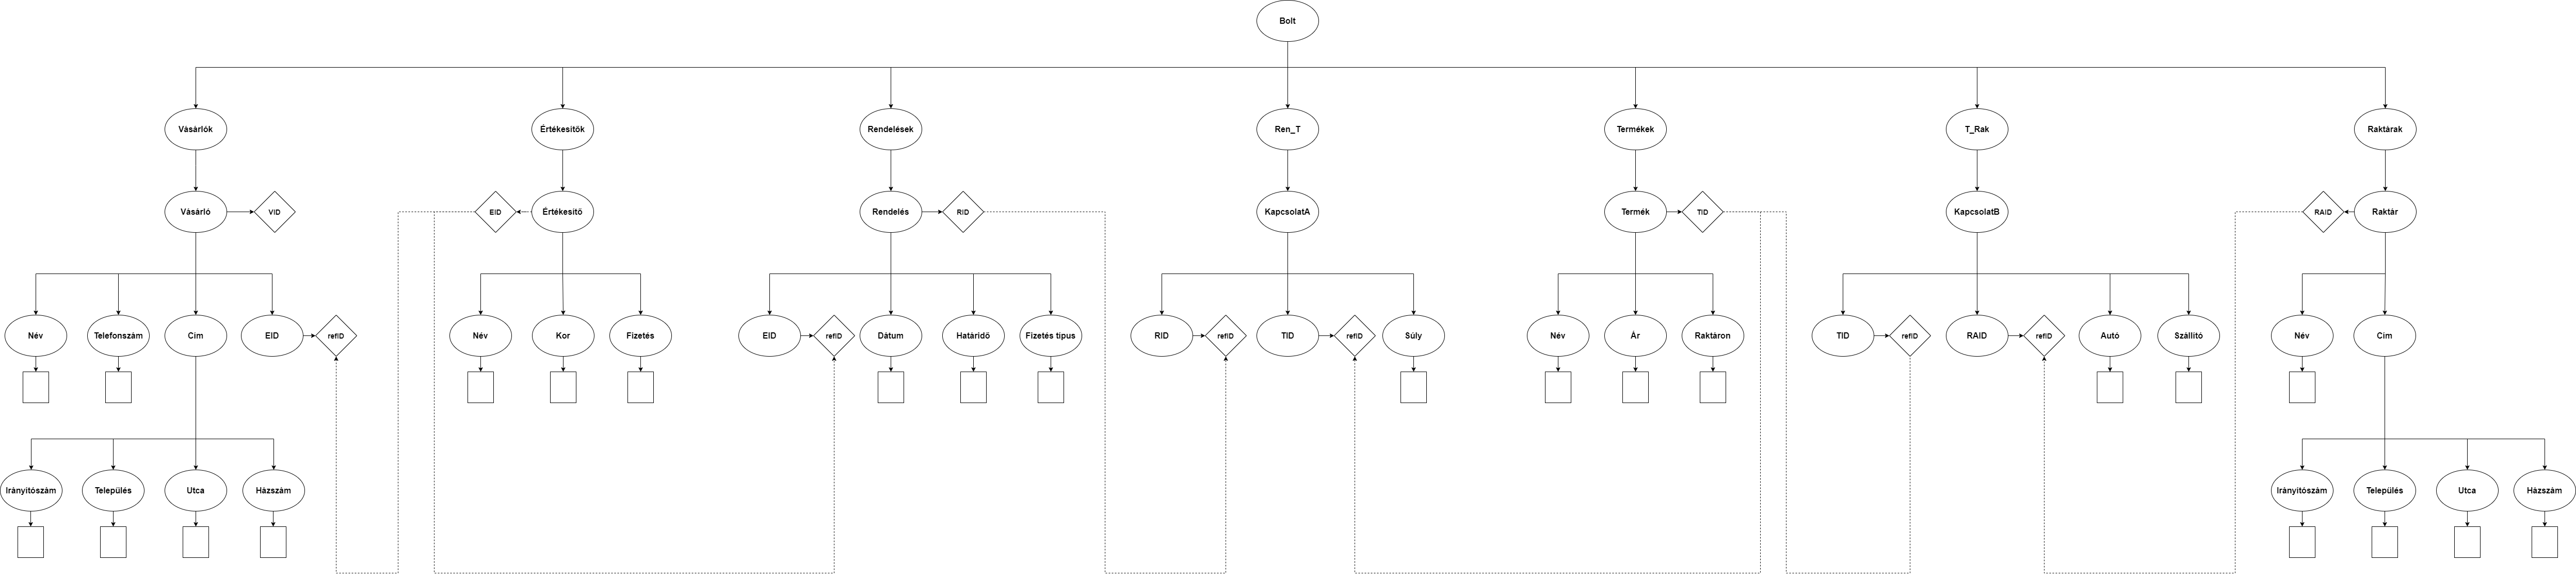 Bolt
Vásárlók
Értékesítők
Rendelések
Ren_T
Termékek
T_Rak
Raktárak
Vásárló
VID
EID
Értékesítő
Rendelés
RID
KapcsolatA
Termék
TID
KapcsolatB
RAID
Raktár
Név
Telefonszám
Cím
EID
refID
Név
Kor
Fizetés
EID
refID
Dátum
Határidő
Fizetés típus
RID
refID
TID
refID
Súly
Név
Ár
Raktáron
TID
refID
RAID
refID
Autó
Szállító
Név
Cím
Irányítószám
Település
Utca
Házszám
Irányítószám
Település
Utca
Házszám